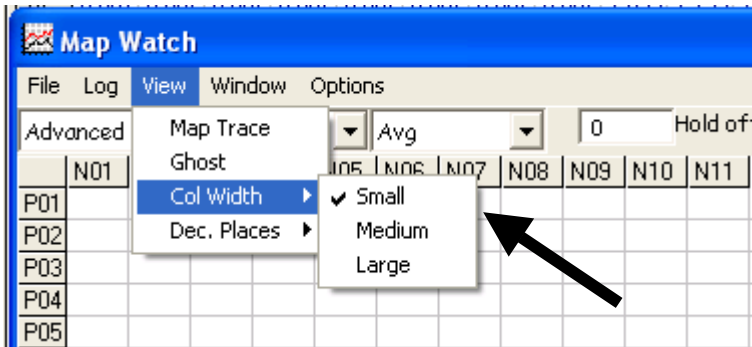 Map Watch
File Log View Window Options
Advanced Map Trace Avg 0 Hold of
Ghost
N01 N05 N06 N07 N08 N09 N10 N11
P01 Col Width Small
P02 Dec. Places Medium
P03 Large
P04
P05